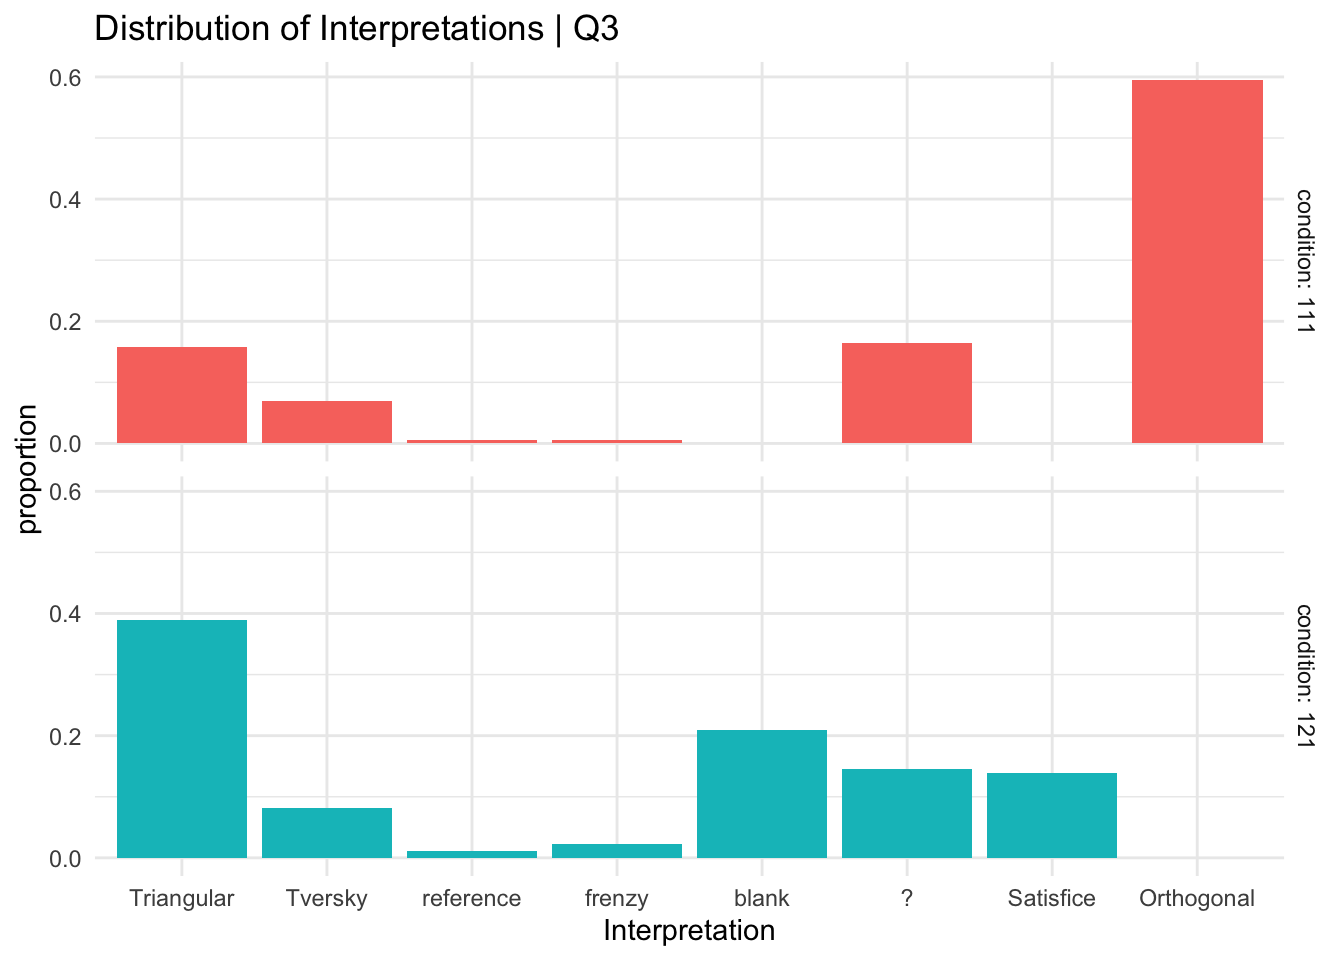 Distribution of Interpretations | Q3
proportion
0.6
0.4
0.2
0.0
condition: 111
0.6
0.4
0.2
0.0
condition: 121
Triangular Tversky reference frenzy blank ? Satisfice Orthogonal
Interpretation